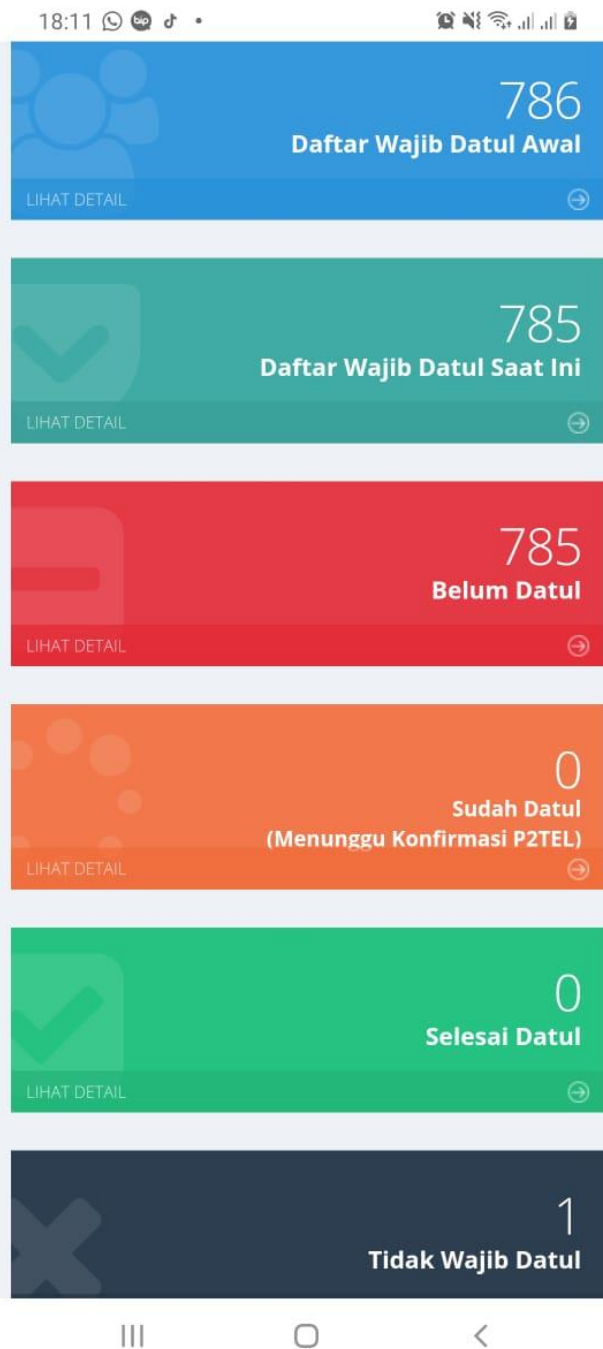 18:11
bip
786
Daftar Wajib Datul Awal
LIHAT DETAIL
785
Daftar Wajib Datul Saat Ini
LIHAT DETAIL
785
Belum Datul
LIHAT DETAIL
0
Sudah Datul
(Menunggu Konfirmasi P2TEL)
LIHAT DETAIL
0
Selesai Datul
LIHAT DETAIL
1
Tidak Wajib Datul